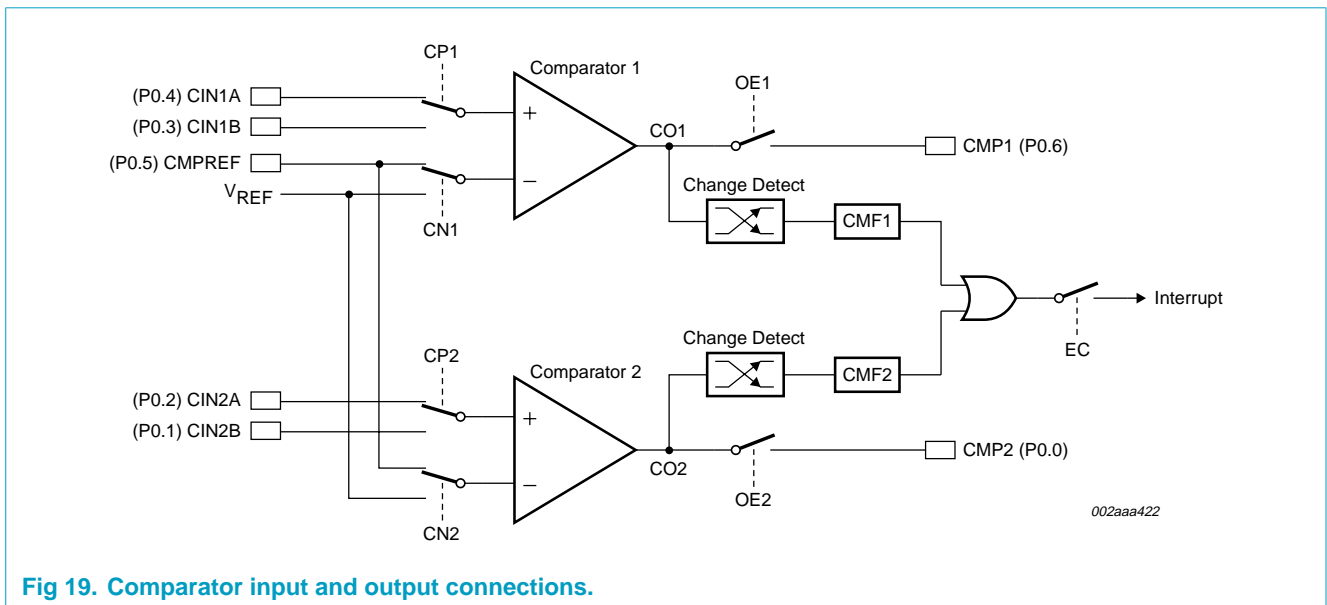 CP1
Comparator 1
OE1
(P0.4) CIN1A
+
(P0.3) CIN1B
CO1
CMP1 (P0.6)
(P0.5) CMPREF
−
VREF
Change Detect
CMF1
CN1
Interrupt
Change Detect
EC
CP2
Comparator 2
CMF2
(P0.2) CIN2A
+
(P0.1) CIN2B
CO2
CMP2 (P0.0)
−
OE2
002aaa422
CN2
Fig 19. Comparator input and output connections.